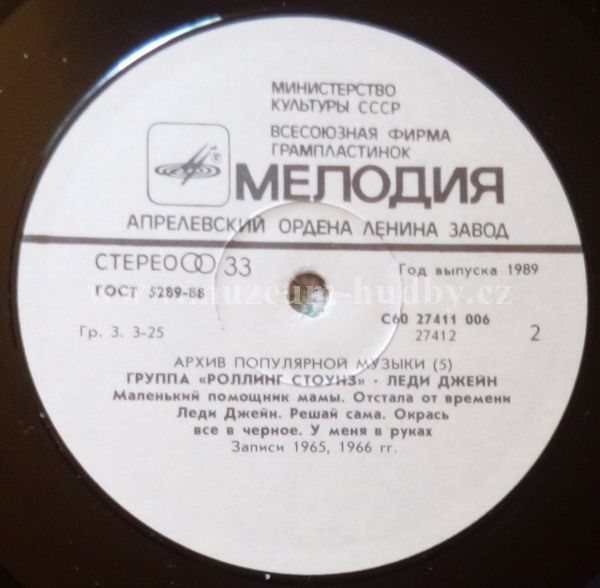 МИНИСТЕРСТВО
КУЛЬТУРЫ СССР
ВСЕСОЮЗНАЯ ФИРМА
ГРАМПЛАСТИНОК
МЕЛОДИЯ
АПРЕЛЕВСКИЙ ОРДЕНА ЛЕНИНА ЗАВОД
СТЕРЕО 33
Год выпуска 1989
ГОСТ 5289-88
www.muzeum-hudby.cz
С60 27411 006
Гр. 3. 3-25
27412
2
АРХИВ ПОПУЛЯРНОЙ МУЗЫКИ (5)
ГРУППА «РОЛЛИНГ СТОУНЗ» · ЛЕДИ ДЖЕЙН
Маленький помощник мамы. Отстала от времени
Леди Джейн. Решай сама. Окрась
все в черное. У меня в руках
Записи 1965, 1966 гг.